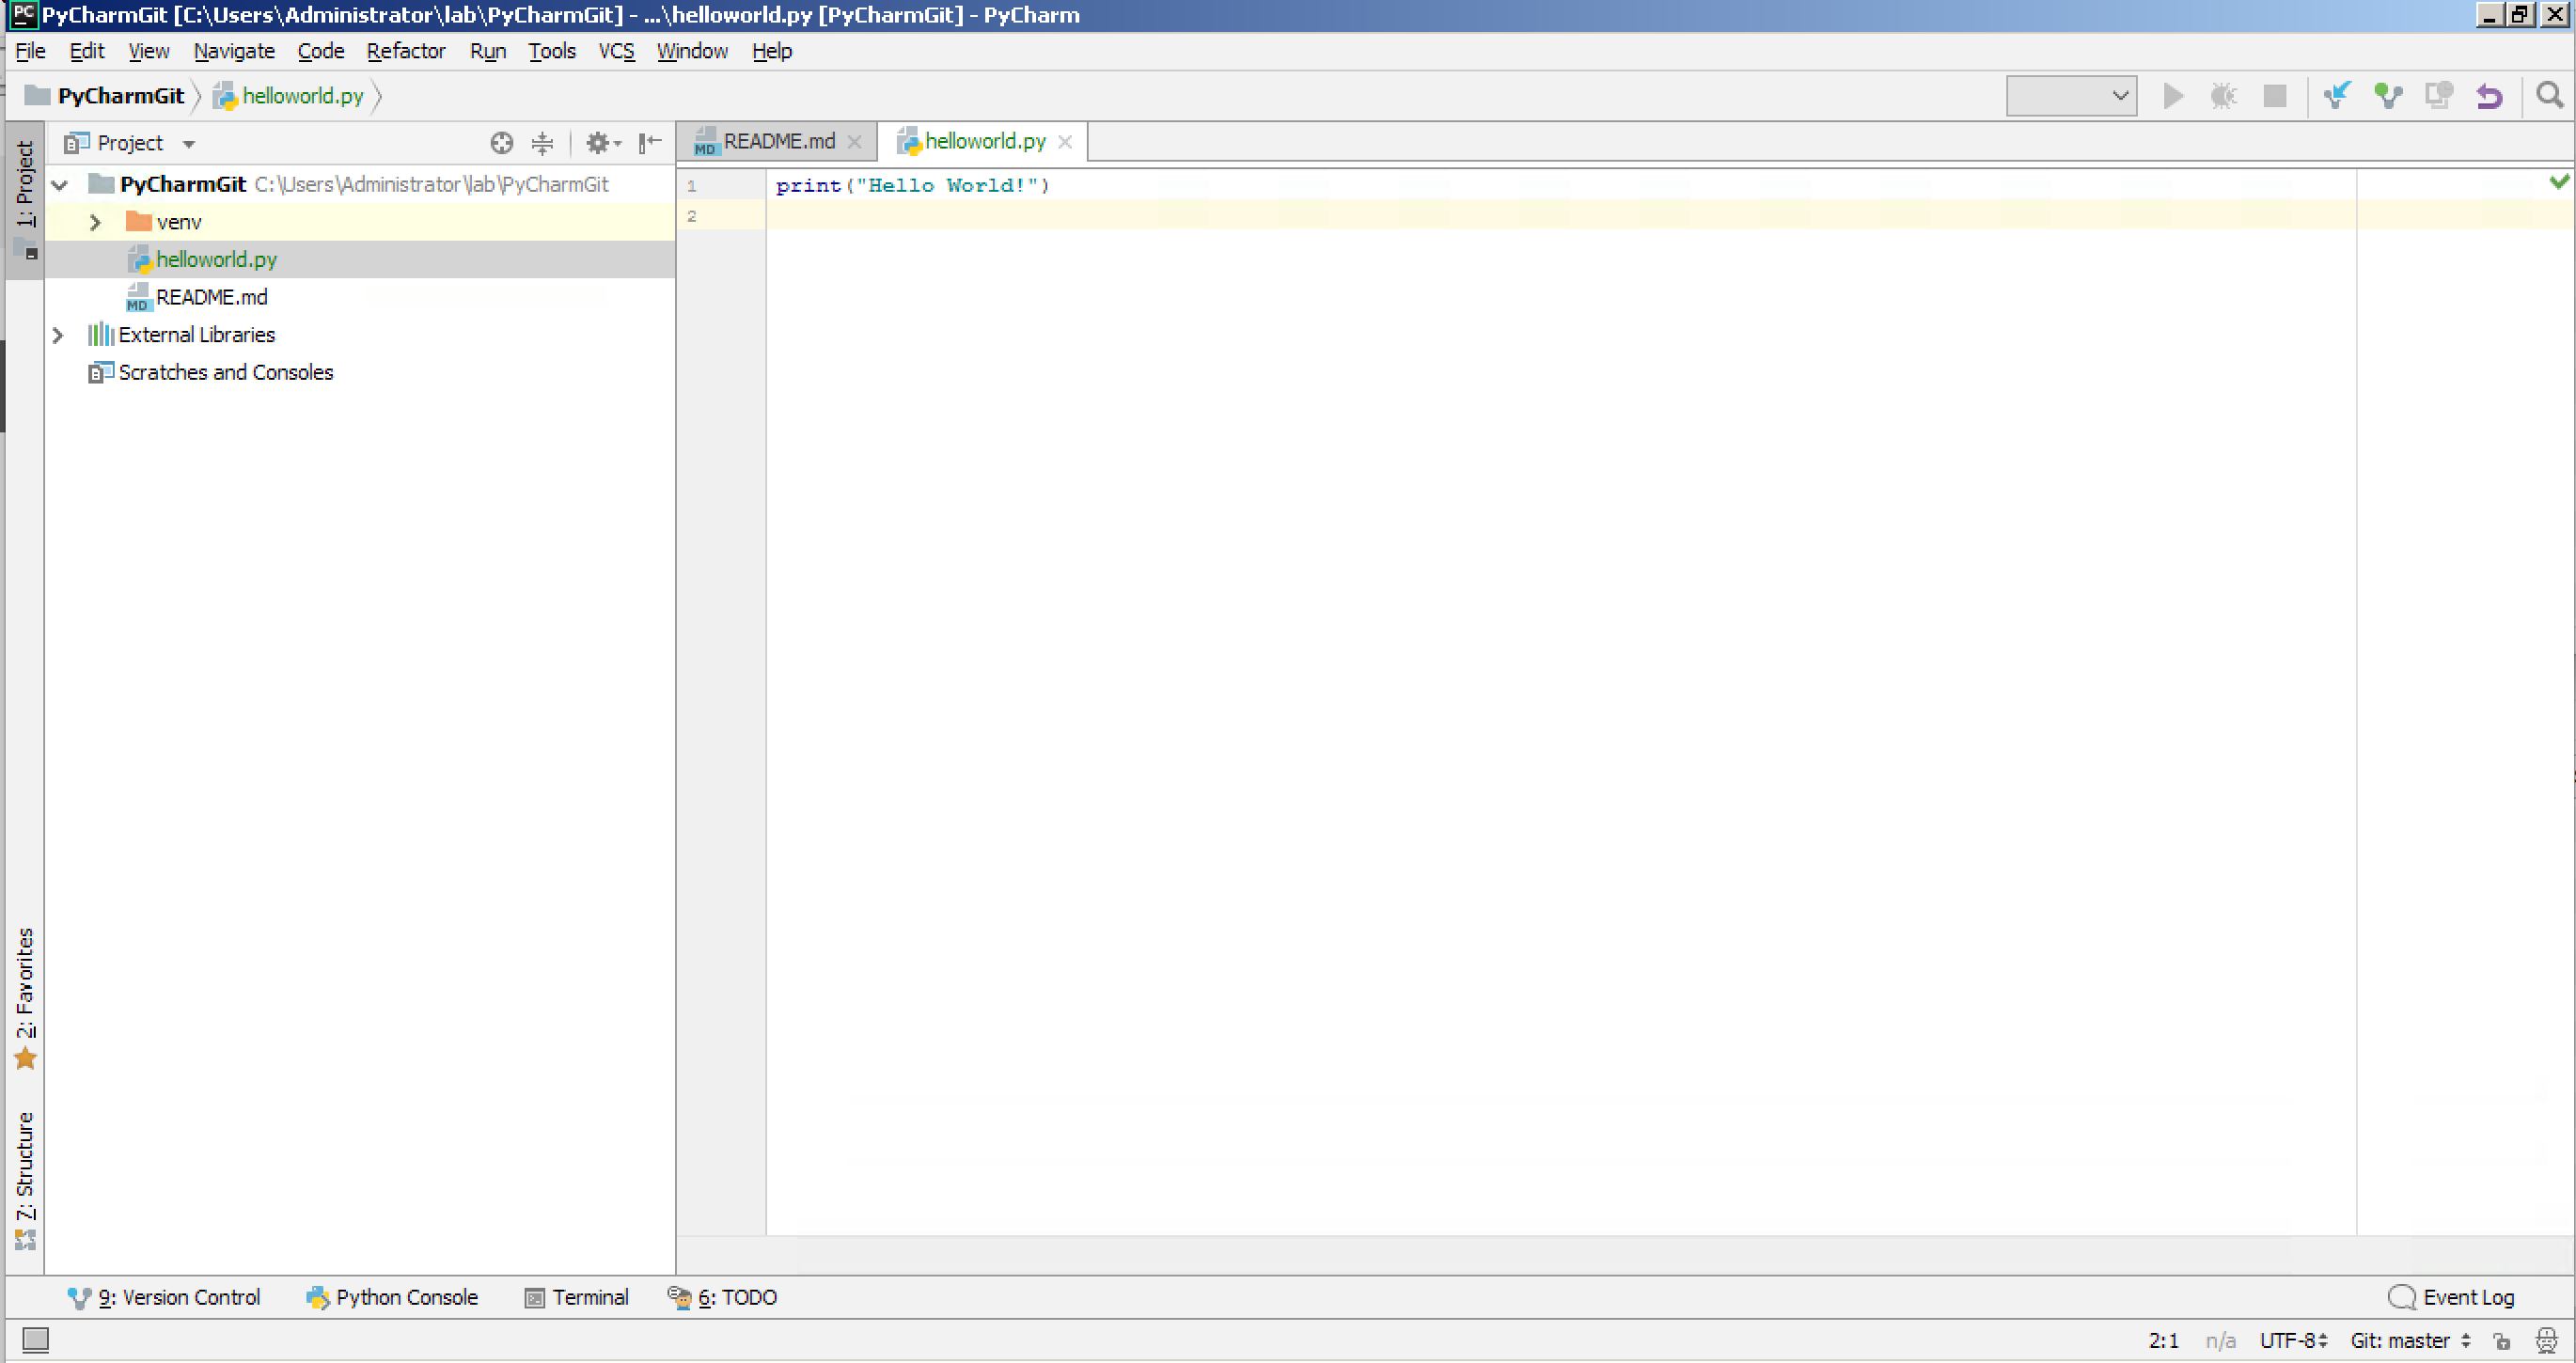 PC PyCharmGit [C:\Users\Administrator\lab\PyCharmGit] - ...\helloworld.py [PyCharmGit] - PyCharm
File Edit View Navigate Code Refactor Run Tools VCS Window Help
PyCharmGit helloworld.py
1: Project
Project
MD README.md helloworld.py
PyCharmGit C:\Users\Administrator\lab\PyCharmGit
venv
helloworld.py
MD README.md
External Libraries
Scratches and Consoles
1 print("Hello World!")
2
2: Favorites
7: Structure
9: Version Control Python Console Terminal 6: TODO Event Log
2:1 n/a UTF-8 Git: master